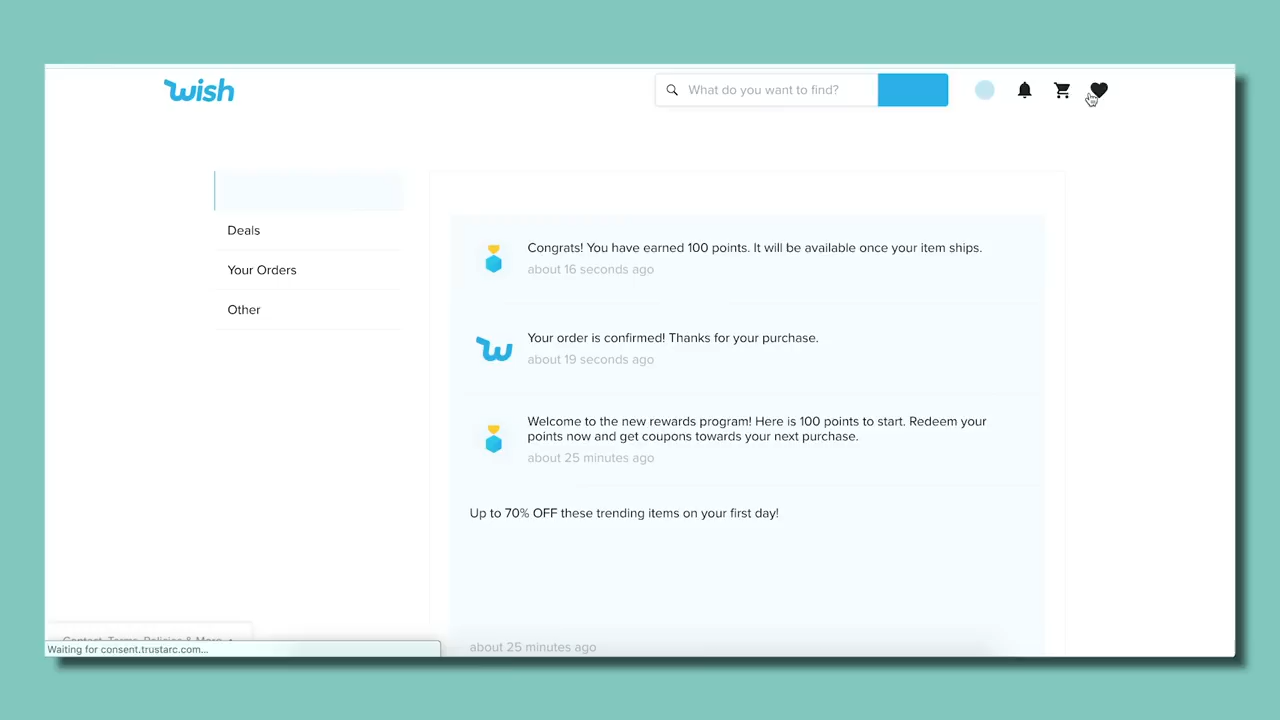 wish
What do you want to find?
Deals
Your Orders
Other
Congrats! You have earned 100 points. It will be available once your item ships.
about 16 seconds ago
Your order is confirmed! Thanks for your purchase.
about 19 seconds ago
Welcome to the new rewards program! Here is 100 points to start. Redeem your
points now and get coupons towards your next purchase.
about 25 minutes ago
Up to 70% OFF these trending items on your first day!
about 25 minutes ago
Contact, Terms, Policies & More
Waiting for consent.trustarc.com...